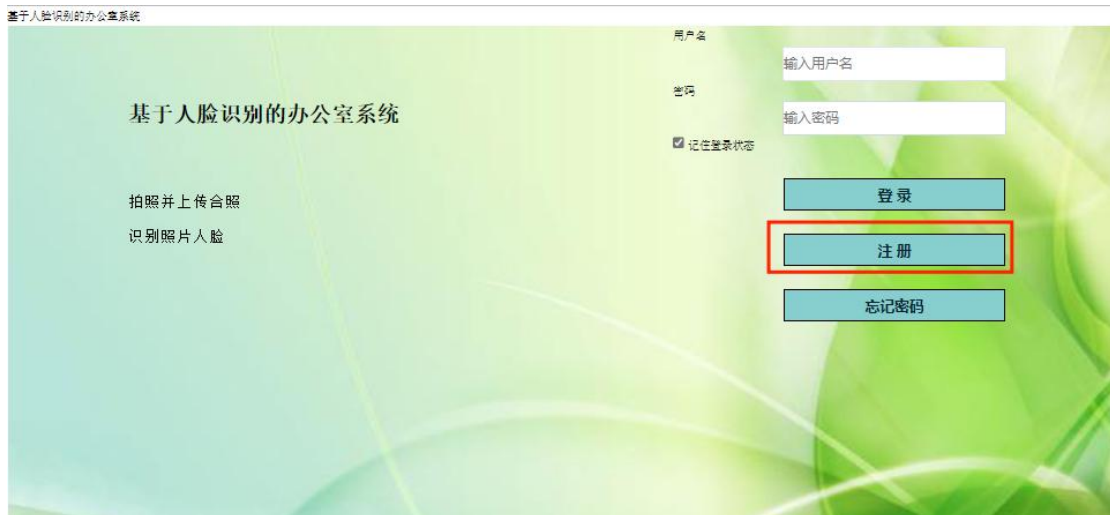 基于人脸识别的办公室系统
用户名
输入用户名
密码
输入密码
基于人脸识别的办公室系统
记住登录状态
拍照并上传合照
识别照片人脸
登录
注册
忘记密码